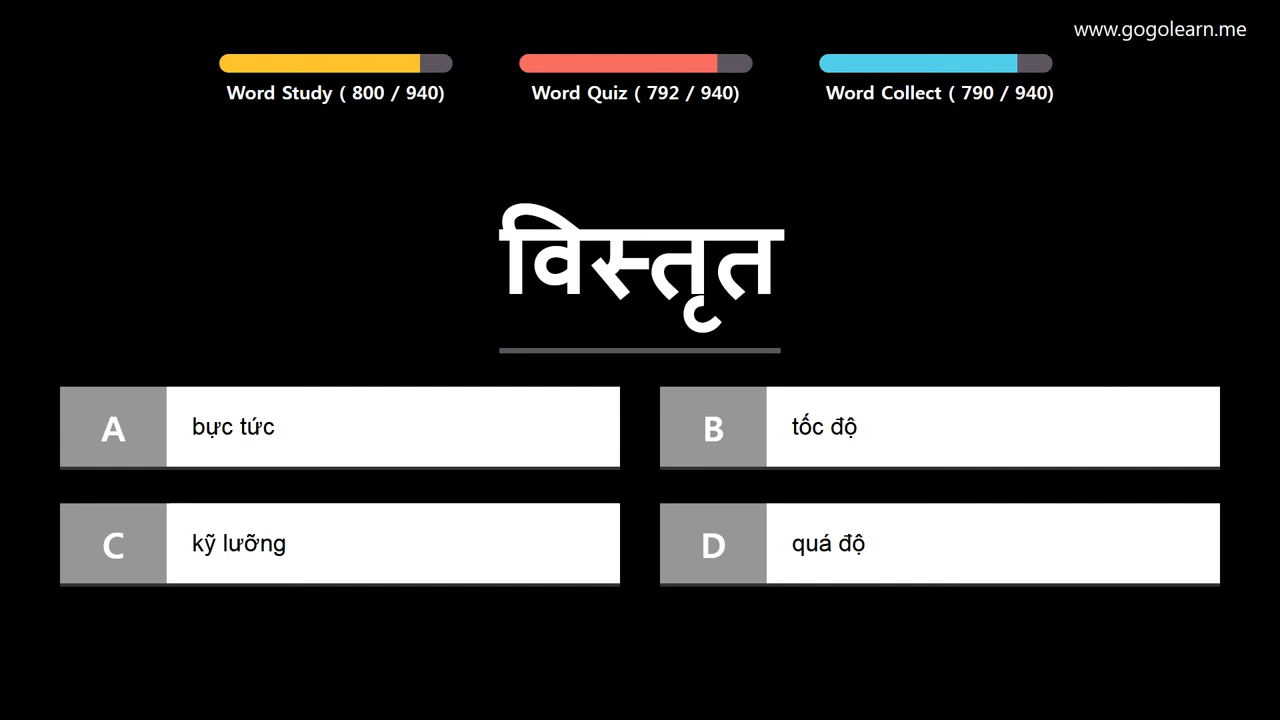 www.gogolearn.me
Word Study ( 800 / 940)
Word Quiz ( 792 / 940)
Word Collect ( 790 / 940)
विस्तृत
A
bực tức
B
tốc độ
C
kỹ lưỡng
D
quá độ